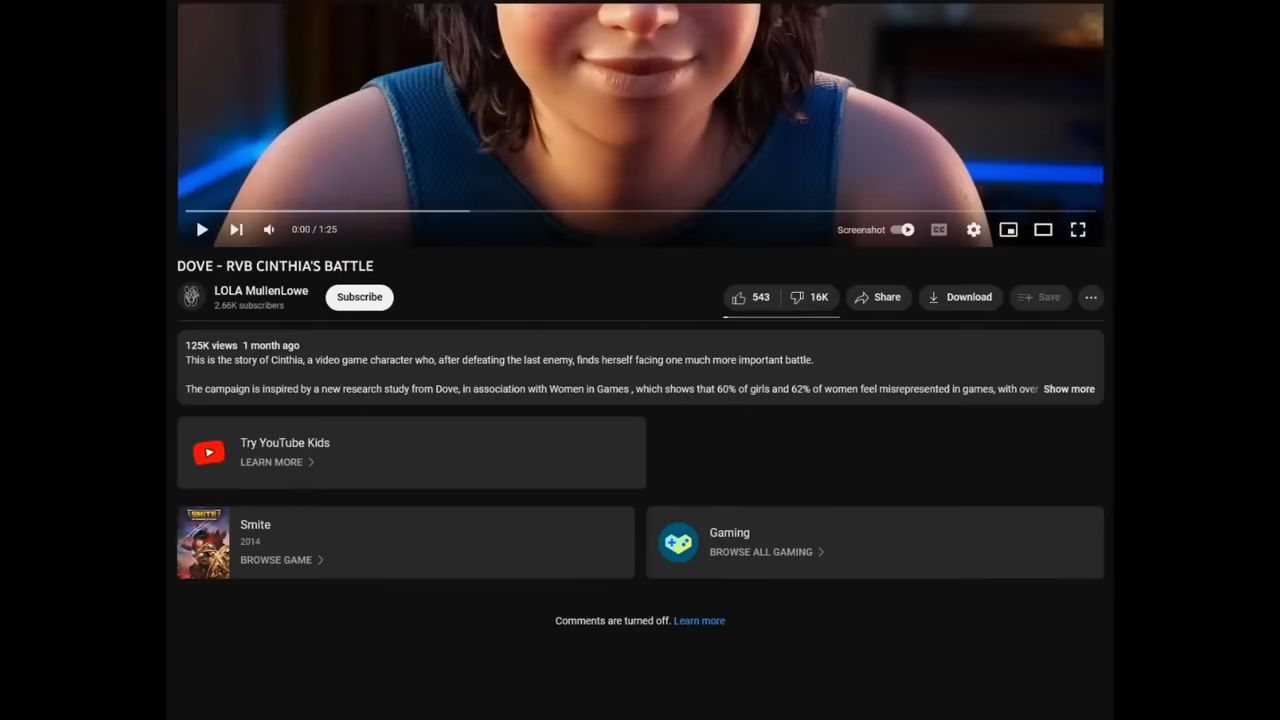 0:00 / 1:25
Screenshot
CC
DOVE - RVB CINTHIA'S BATTLE
LOLA MullenLowe
2.66K subscribers
Subscribe
543
16K
Share
Download
Save
125K views 1 month ago
This is the story of Cinthia, a video game character who, after defeating the last enemy, finds herself facing one much more important battle.
The campaign is inspired by a new research study from Dove, in association with Women in Games , which shows that 60% of girls and 62% of women feel misrepresented in games, with over Show more
Try YouTube Kids
LEARN MORE
SMITE
Smite
2014
BROWSE GAME
Gaming
BROWSE ALL GAMING
Comments are turned off. Learn more